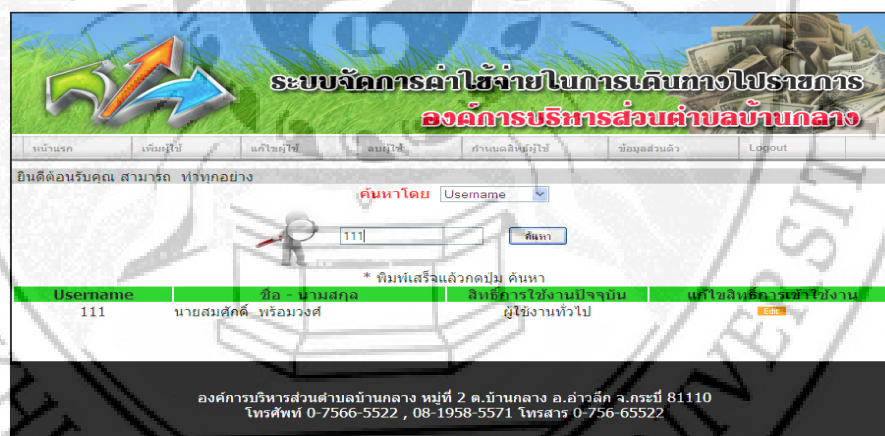 ระบบจัดการค่าใช้จ่ายในการเดินทางไปราชการ
องค์การบริหารส่วนตำบลบ้านกลาง
หน้าแรก เพิ่มผู้ใช้ แก้ไขผู้ใช้ ลบผู้ใช้ กำหนดสิทธิ์ผู้ใช้ ข้อมูลส่วนตัว Logout
ยินดีต้อนรับคุณ สามารถ ทำทุกอย่าง
ค้นหาโดย Username
111 ค้นหา
* พิมพ์เสร็จแล้วกดปุ่ม ค้นหา
Username ชื่อ - นามสกุล สิทธิ์การใช้งานปัจจุบัน แก้ไขสิทธิ์การเข้าใช้งาน
111 นายสมศักดิ์ พร้อมวงศ์ ผู้ใช้งานทั่วไป Edit
องค์การบริหารส่วนตำบลบ้านกลาง หมู่ที่ 2 ต.บ้านกลาง อ.อ่าวลึก จ.กระบี่ 81110
โทรศัพท์ 0-7566-5522 , 08-1958-5571 โทรสาร 0-756-65522